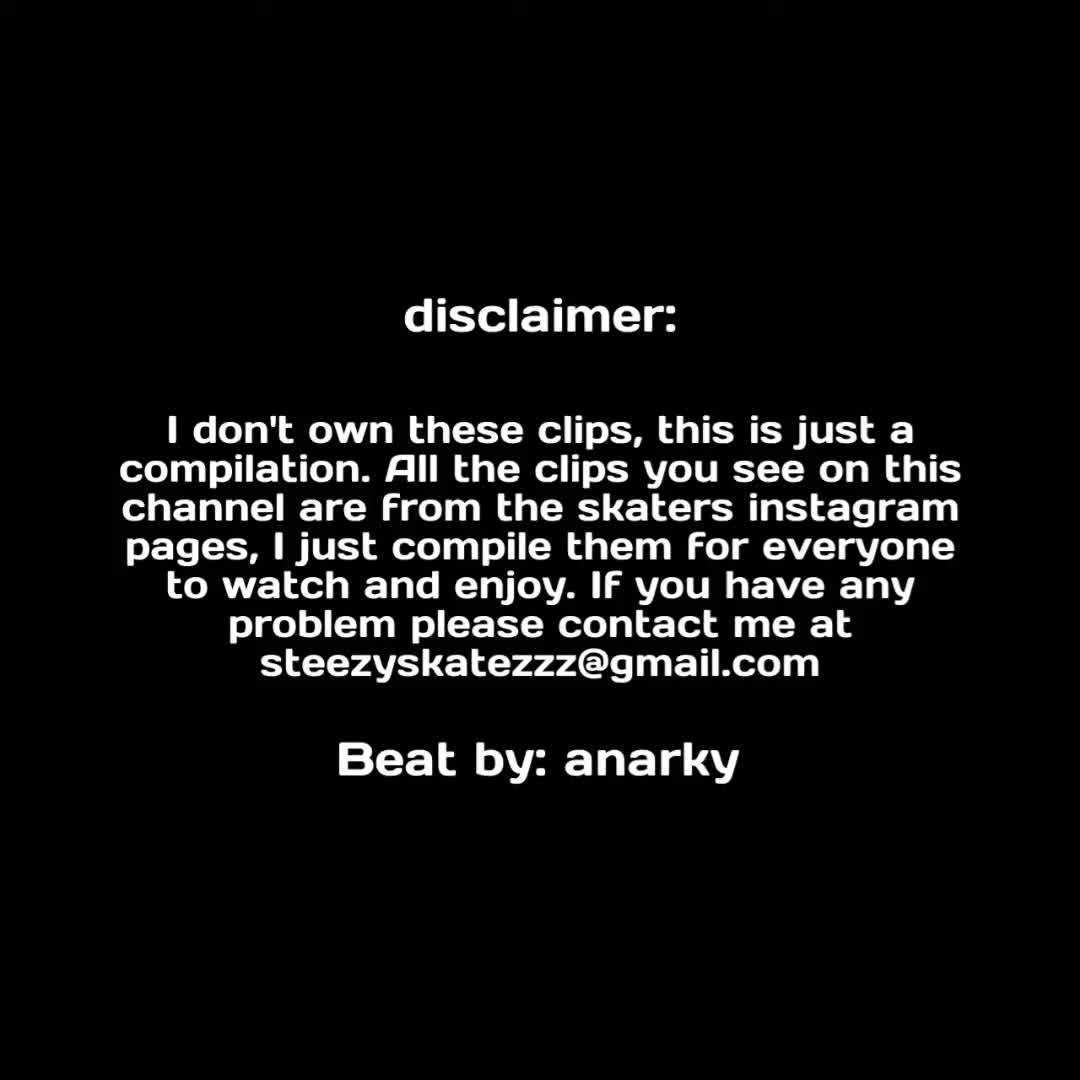 disclaimer:
I don't own these clips, this is just a
compilation. All the clips you see on this
channel are from the skaters instagram
pages, I just compile them for everyone
to watch and enjoy. If you have any
problem please contact me at
steezyskatezzz@gmail.com
Beat by: anarky